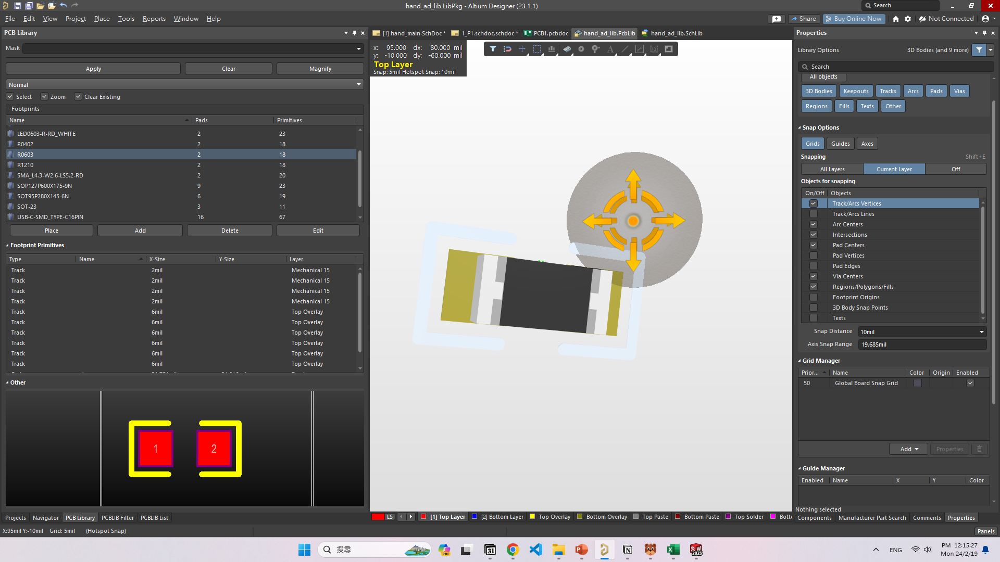 hand_ad_lib.LibPkg - Altium Designer (23.1.1)
Search
File Edit View Project Place Tools Reports Window Help
Share Buy Online Now Not Connected
PCB Library
Mask
Apply Clear Magnify
Normal
Select Zoom Clear Existing
Footprints
Name Pads Primitives
LED0603-R-RD_WHITE 2 23
R0402 2 18
R0603 2 18
R1210 2 18
SMA_L4.3-W2.6-LS5.2-RD 2 20
SOP127P600X175-9N 9 23
SOT95P280X145-6N 6 19
SOT-23 3 11
USB-C-SMD_TYPE-C16PIN 16 67
Place Add Delete Edit
Footprint Primitives
Type Name X-Size Y-Size Layer
Track 2mil Mechanical 15
Track 2mil Mechanical 15
Track 2mil Mechanical 15
Track 2mil Mechanical 15
Track 6mil Top Overlay
Track 6mil Top Overlay
Track 6mil Top Overlay
Track 6mil Top Overlay
Track 6mil Top Overlay
Track 6mil Top Overlay
Other
1 2
Projects Navigator PCB Library PCBLIB Filter PCBLIB List
X:95mil Y:-10mil Grid: 5mil (Hotspot Snap)
[1] hand_main.SchDoc * 1_P1.schdoc.schdoc * PCB1.pcbdoc hand_ad_lib.PcbLib hand_ad_lib.SchLib
x: 95.000 dx: 80.000 mil
y: -10.000 dy: -60.000 mil
Top Layer
Snap: 5mil Hotspot Snap: 10mil
LS [1] Top Layer [2] Bottom Layer Top Overlay Bottom Overlay Top Paste Bottom Paste Top Solder Bott
Properties
Library Options 3D Bodies (and 9 more)
Search
All objects
3D Bodies Keepouts Tracks Arcs Pads Vias
Regions Fills Texts Other
Snap Options
Grids Guides Axes
Snapping Shift+E
All Layers Current Layer Off
Objects for snapping
On/Off Objects
Track/Arcs Vertices
Track/Arcs Lines
Arc Centers
Intersections
Pad Centers
Pad Vertices
Pad Edges
Via Centers
Regions/Polygons/Fills
Footprint Origins
3D Body Snap Points
Texts
Snap Distance 10mil
Axis Snap Range 19.685mil
Grid Manager
Prior... Name Color Origin Enabled
50 Global Board Snap Grid
Add Properties
Guide Manager
Enabled Name X Y Color
Nothing selected
Components Manufacturer Part Search Comments Properties
Panels
搜尋
PRE
31
SW
2023
ENG
PM 12:15:27
Mon 24/2/19